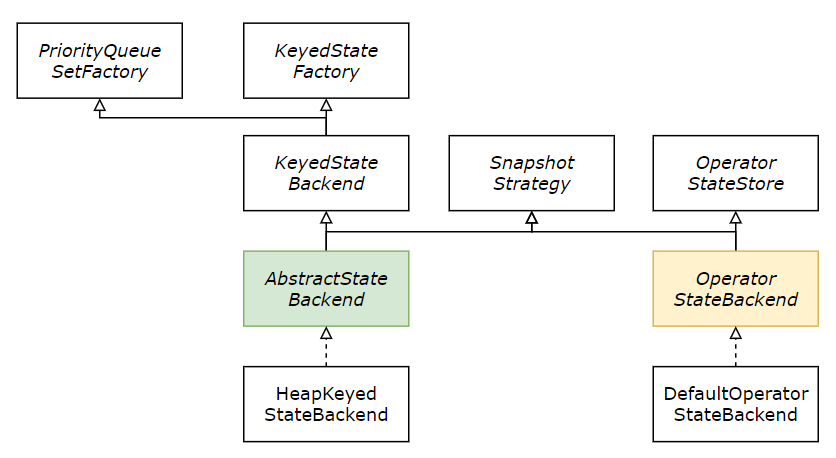 PriorityQueue
SetFactory
KeyedState
Factory
KeyedState
Backend
Snapshot
Strategy
Operator
StateStore
AbstractState
Backend
Operator
StateBackend
HeapKeyed
StateBackend
DefaultOperator
StateBackend